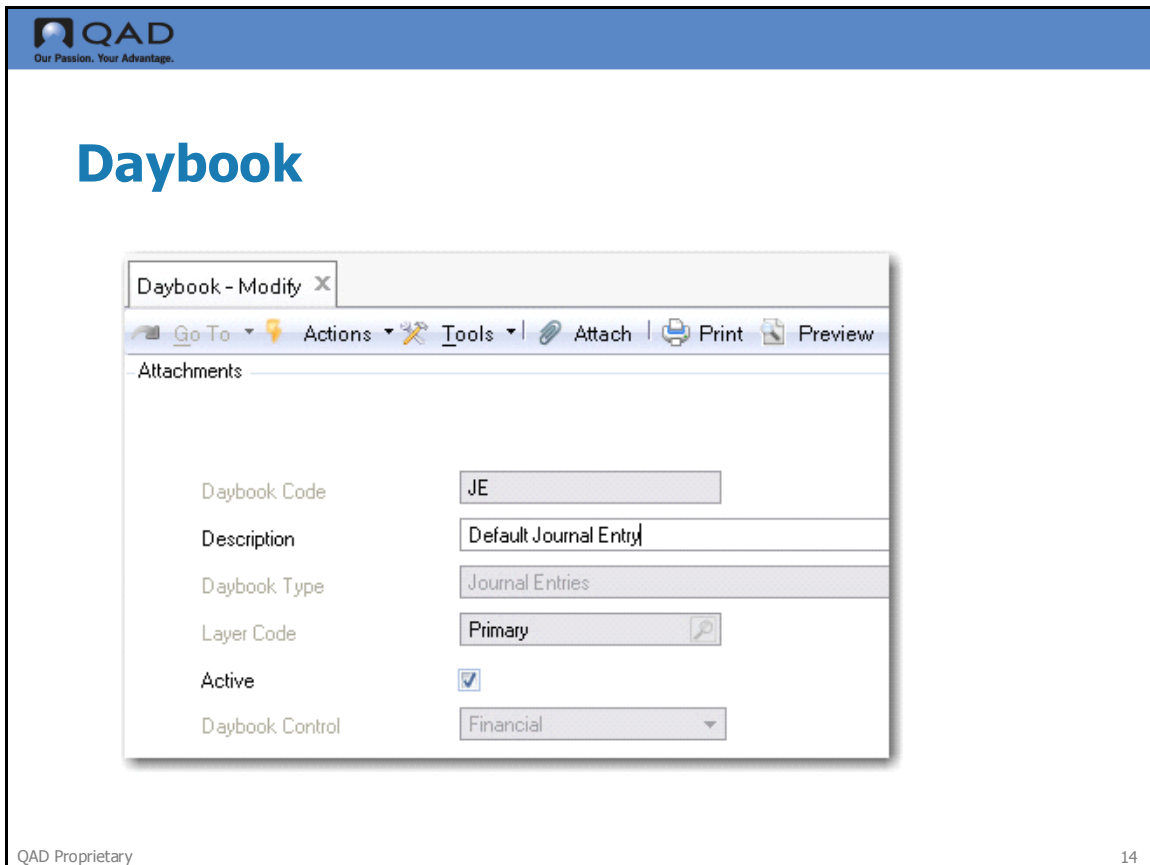 QAD
Our Passion. Your Advantage.
Daybook
Daybook - Modify
Go To Actions Tools Attach Print Preview
Attachments
Daybook Code JE
Description Default Journal Entry
Daybook Type Journal Entries
Layer Code Primary
Active
Daybook Control Financial
QAD Proprietary 14